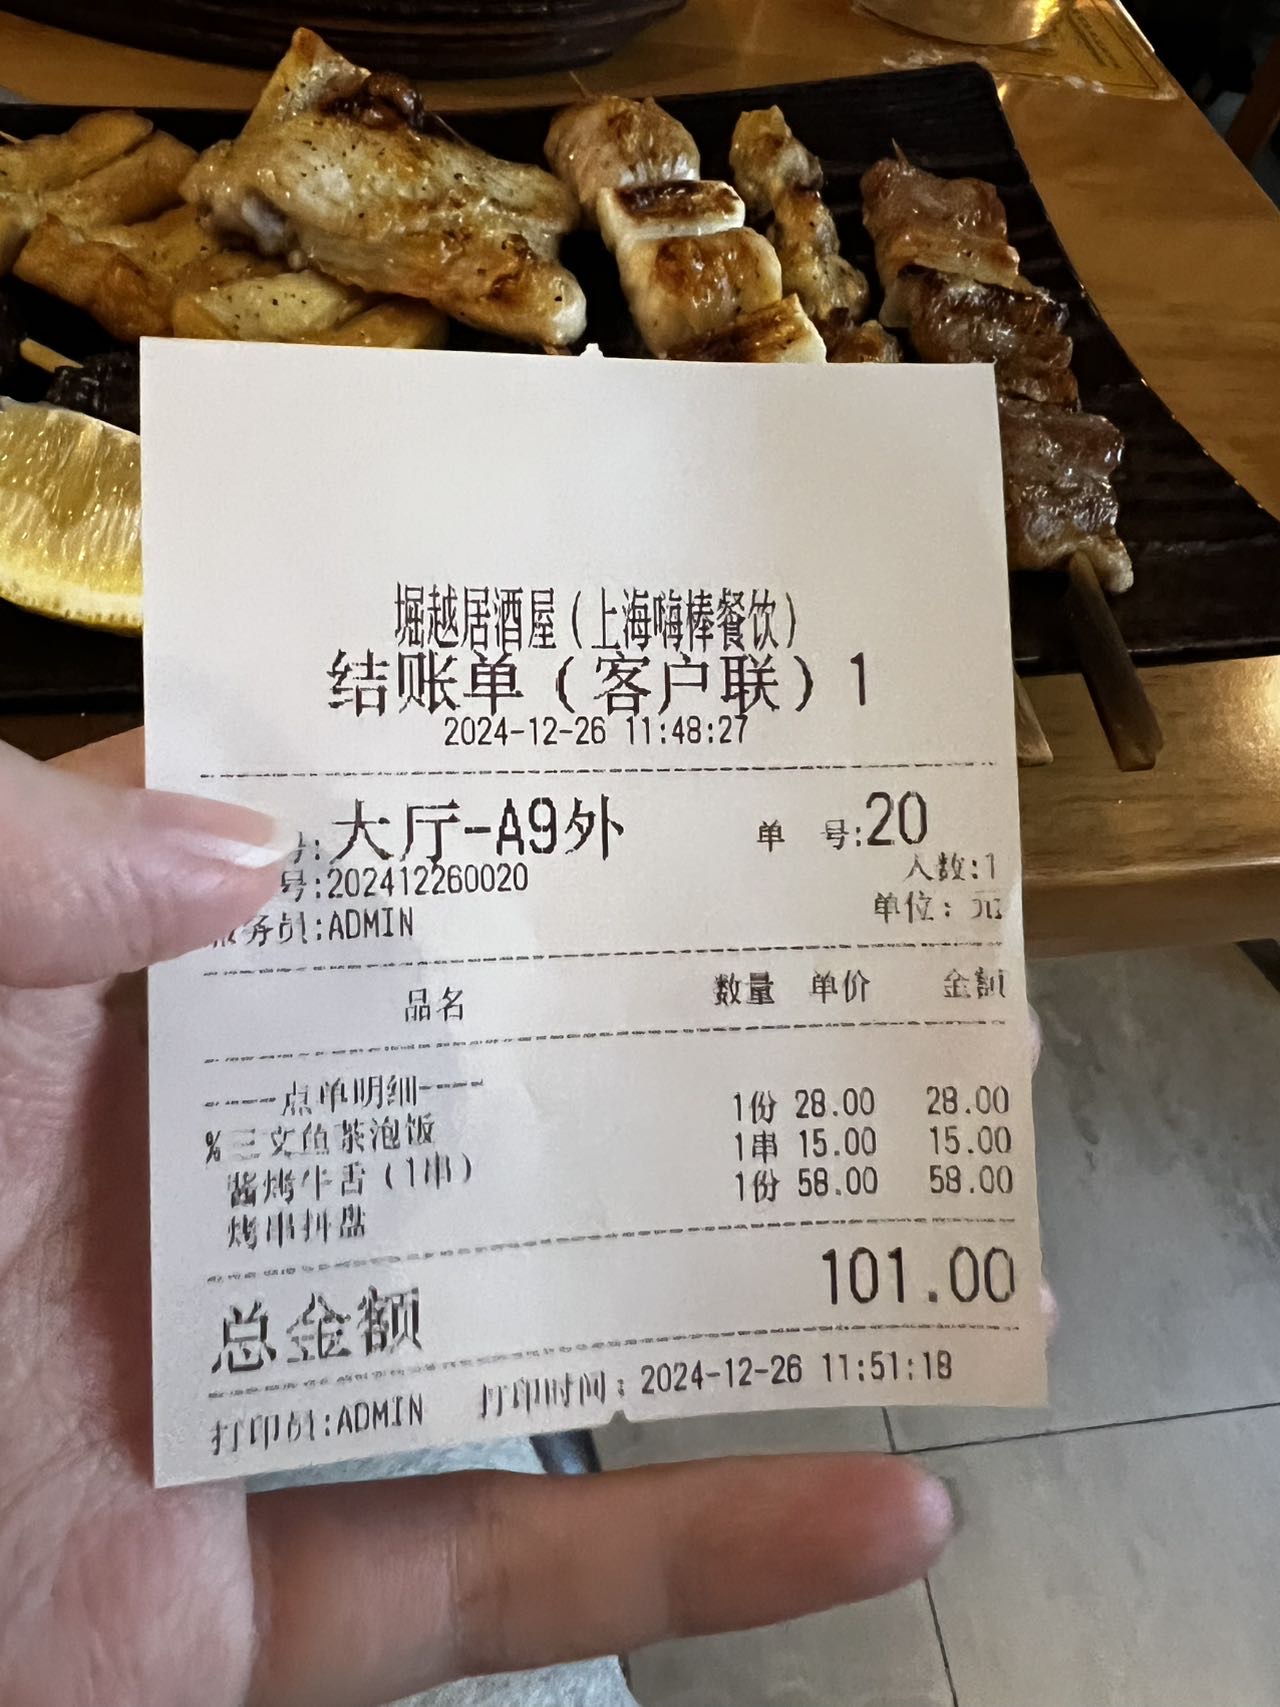 堀越居酒屋(上海嗨棒餐饮)
结账单(客户联)1
2024-12-26 11:48:27
号:大厅-A9外 单 号:20
号:202412260020 人数:1
服务员:ADMIN 单位:元
品名 数量 单价 金额
----点单明细----
%三文鱼茶泡饭 1份 28.00 28.00
酱烤牛舌(1串) 1串 15.00 15.00
烤串拼盘 1份 58.00 58.00
总金额 101.00
打印员:ADMIN 打印时间:2024-12-26 11:51:18